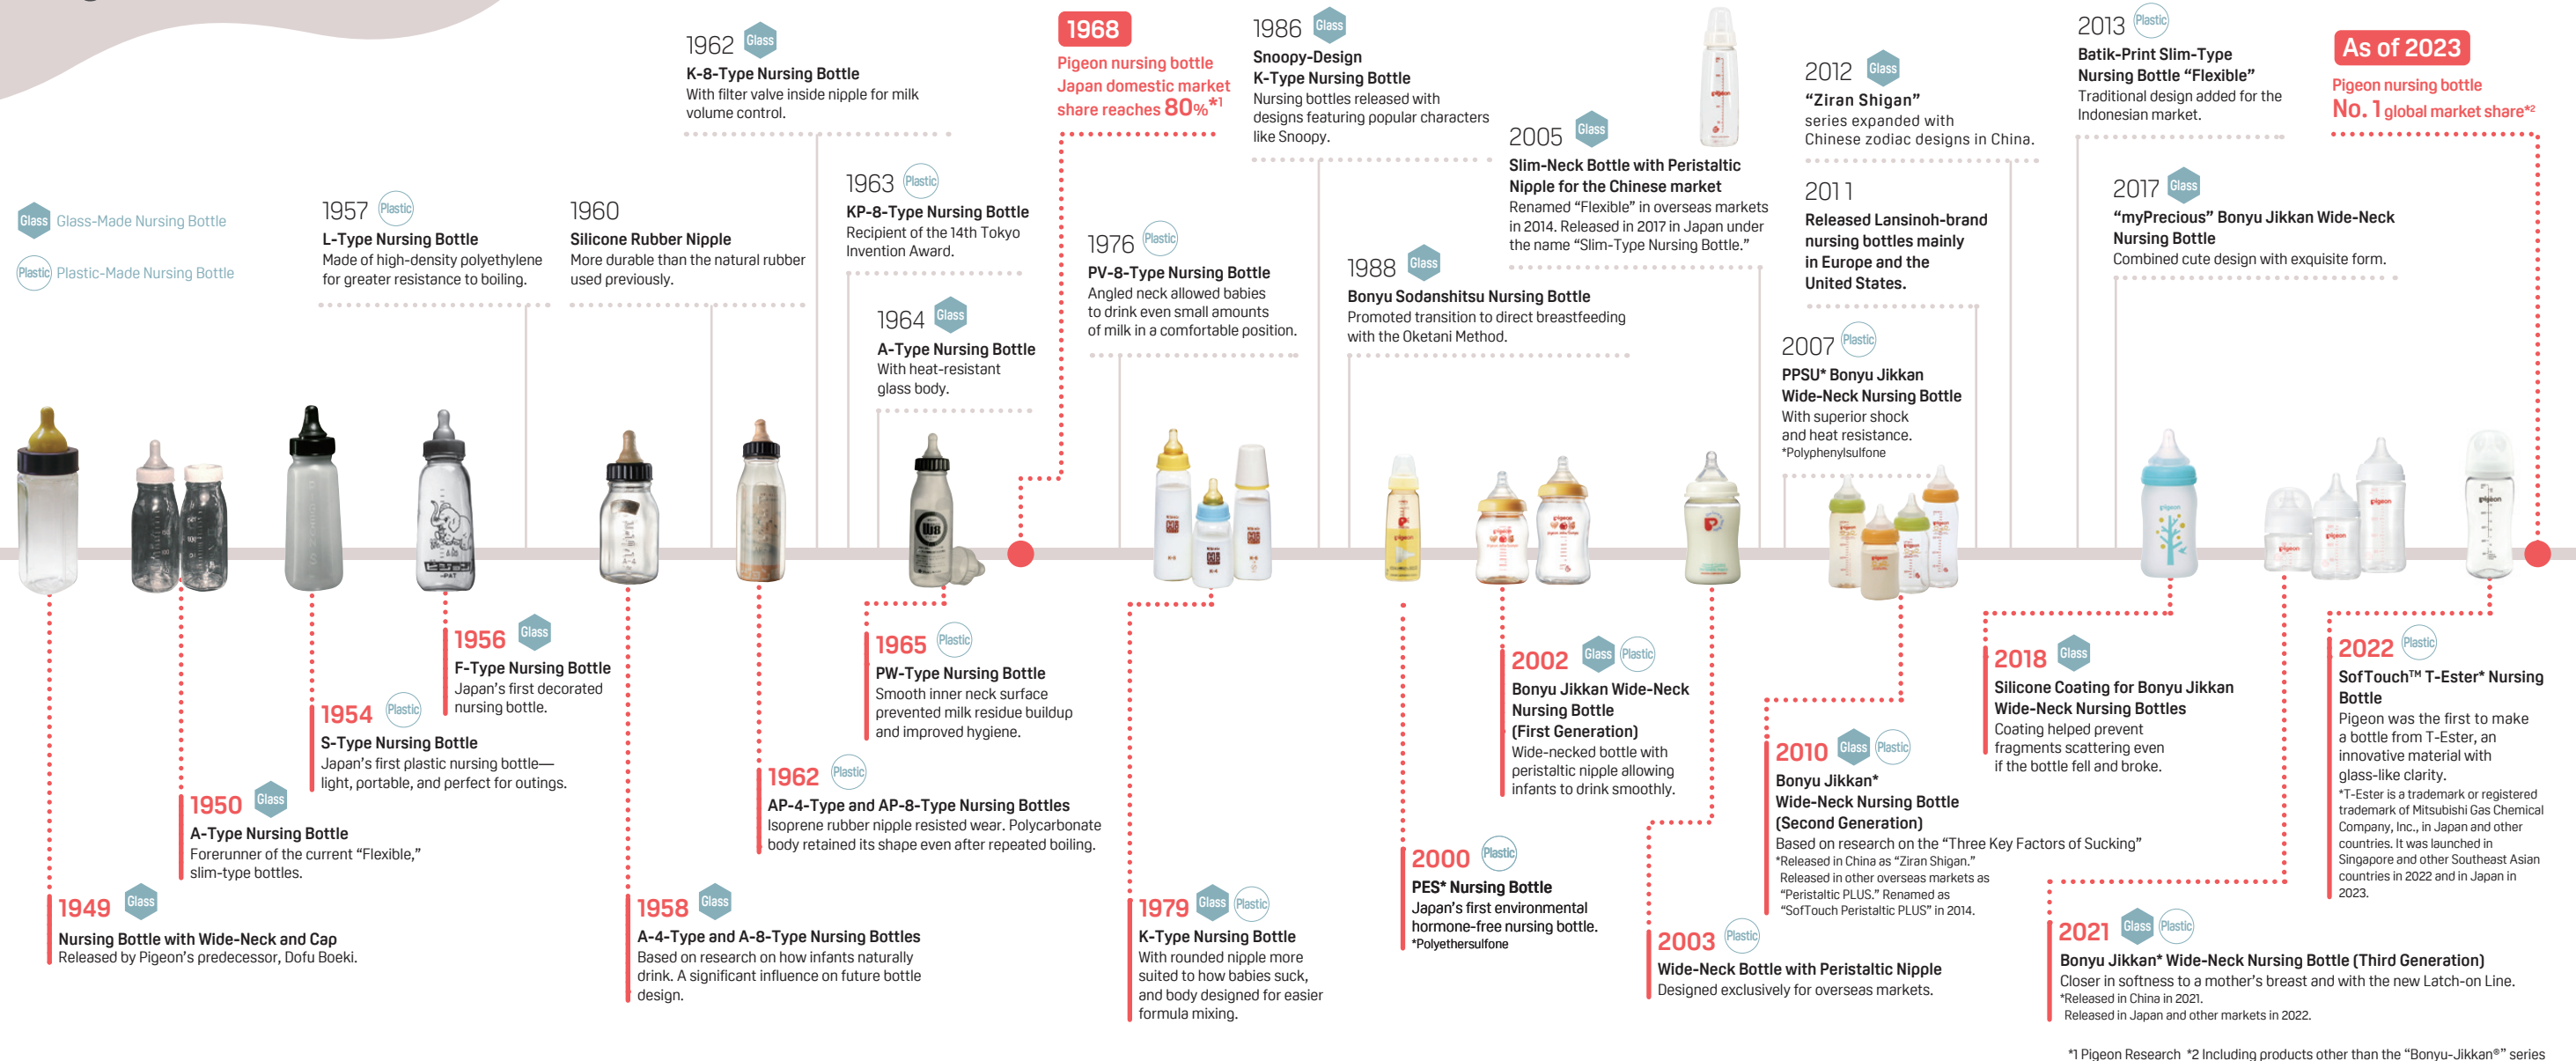 Glass Glass-Made Nursing Bottle
Plastic Plastic-Made Nursing Bottle
1949 Glass
Nursing Bottle with Wide-Neck and Cap
Released by Pigeon's predecessor, Dofu Boeki.
1950 Glass
A-Type Nursing Bottle
Forerunner of the current “Flexible,”
slim-type bottles.
1954 Plastic
S-Type Nursing Bottle
Japan's first plastic nursing bottle—
light, portable, and perfect for outings.
1956 Glass
F-Type Nursing Bottle
Japan's first decorated
nursing bottle.
1957 Plastic
L-Type Nursing Bottle
Made of high-density polyethylene
for greater resistance to boiling.
1958 Glass
A-4-Type and A-8-Type Nursing Bottles
Based on research on how infants naturally
drink. A significant influence on future bottle
design.
1960
Silicone Rubber Nipple
More durable than the natural rubber
used previously.
1962 Glass
K-8-Type Nursing Bottle
With filter valve inside nipple for milk
volume control.
1962 Plastic
AP-4-Type and AP-8-Type Nursing Bottles
Isoprene rubber nipple resisted wear. Polycarbonate
body retained its shape even after repeated boiling.
1963 Plastic
KP-8-Type Nursing Bottle
Recipient of the 14th Tokyo
Invention Award.
1964 Glass
A-Type Nursing Bottle
With heat-resistant
glass body.
1965 Plastic
PW-Type Nursing Bottle
Smooth inner neck surface
prevented milk residue buildup
and improved hygiene.
1968
Pigeon nursing bottle
Japan domestic market
share reaches 80%*1
1976 Plastic
PV-8-Type Nursing Bottle
Angled neck allowed babies
to drink even small amounts
of milk in a comfortable position.
1979 Glass Plastic
K-Type Nursing Bottle
With rounded nipple more
suited to how babies suck,
and body designed for easier
formula mixing.
1986 Glass
Snoopy-Design
K-Type Nursing Bottle
Nursing bottles released with
designs featuring popular characters
like Snoopy.
1988 Glass
Bonyu Sodanshitsu Nursing Bottle
Promoted transition to direct breastfeeding
with the Oketani Method.
2000 Plastic
PES* Nursing Bottle
Japan's first environmental
hormone-free nursing bottle.
*Polyethersulfone
2002 Glass Plastic
Bonyu Jikkan Wide-Neck
Nursing Bottle
(First Generation)
Wide-necked bottle with
peristaltic nipple allowing
infants to drink smoothly.
2003 Plastic
Wide-Neck Bottle with Peristaltic Nipple
Designed exclusively for overseas markets.
2005 Glass
Slim-Neck Bottle with Peristaltic
Nipple for the Chinese market
Renamed “Flexible” in overseas markets
in 2014. Released in 2017 in Japan under
the name “Slim-Type Nursing Bottle.”
2007 Plastic
PPSU* Bonyu Jikkan
Wide-Neck Nursing Bottle
With superior shock
and heat resistance.
*Polyphenylsulfone
2010 Glass Plastic
Bonyu Jikkan*
Wide-Neck Nursing Bottle
(Second Generation)
Based on research on the “Three Key Factors of Sucking”
*Released in China as “Ziran Shigan.”
Released in other overseas markets as
“Peristaltic PLUS.” Renamed as
“SofTouch Peristaltic PLUS” in 2014.
2011
Released Lansinoh-brand
nursing bottles mainly
in Europe and the
United States.
2012 Glass
“Ziran Shigan”
series expanded with
Chinese zodiac designs in China.
2013 Plastic
Batik-Print Slim-Type
Nursing Bottle “Flexible”
Traditional design added for the
Indonesian market.
2017 Glass
“myPrecious” Bonyu Jikkan Wide-Neck
Nursing Bottle
Combined cute design with exquisite form.
2018 Glass
Silicone Coating for Bonyu Jikkan
Wide-Neck Nursing Bottles
Coating helped prevent
fragments scattering even
if the bottle fell and broke.
2021 Glass Plastic
Bonyu Jikkan* Wide-Neck Nursing Bottle (Third Generation)
Closer in softness to a mother's breast and with the new Latch-on Line.
*Released in China in 2021.
Released in Japan and other markets in 2022.
2022 Plastic
SofTouch™ T-Ester* Nursing
Bottle
Pigeon was the first to make
a bottle from T-Ester, an
innovative material with
glass-like clarity.
*T-Ester is a trademark or registered
trademark of Mitsubishi Gas Chemical
Company, Inc., in Japan and other
countries. It was launched in
Singapore and other Southeast Asian
countries in 2022 and in Japan in
2023.
As of 2023
Pigeon nursing bottle
No. 1 global market share*2
*1 Pigeon Research *2 Including products other than the “Bonyu-Jikkan®” series